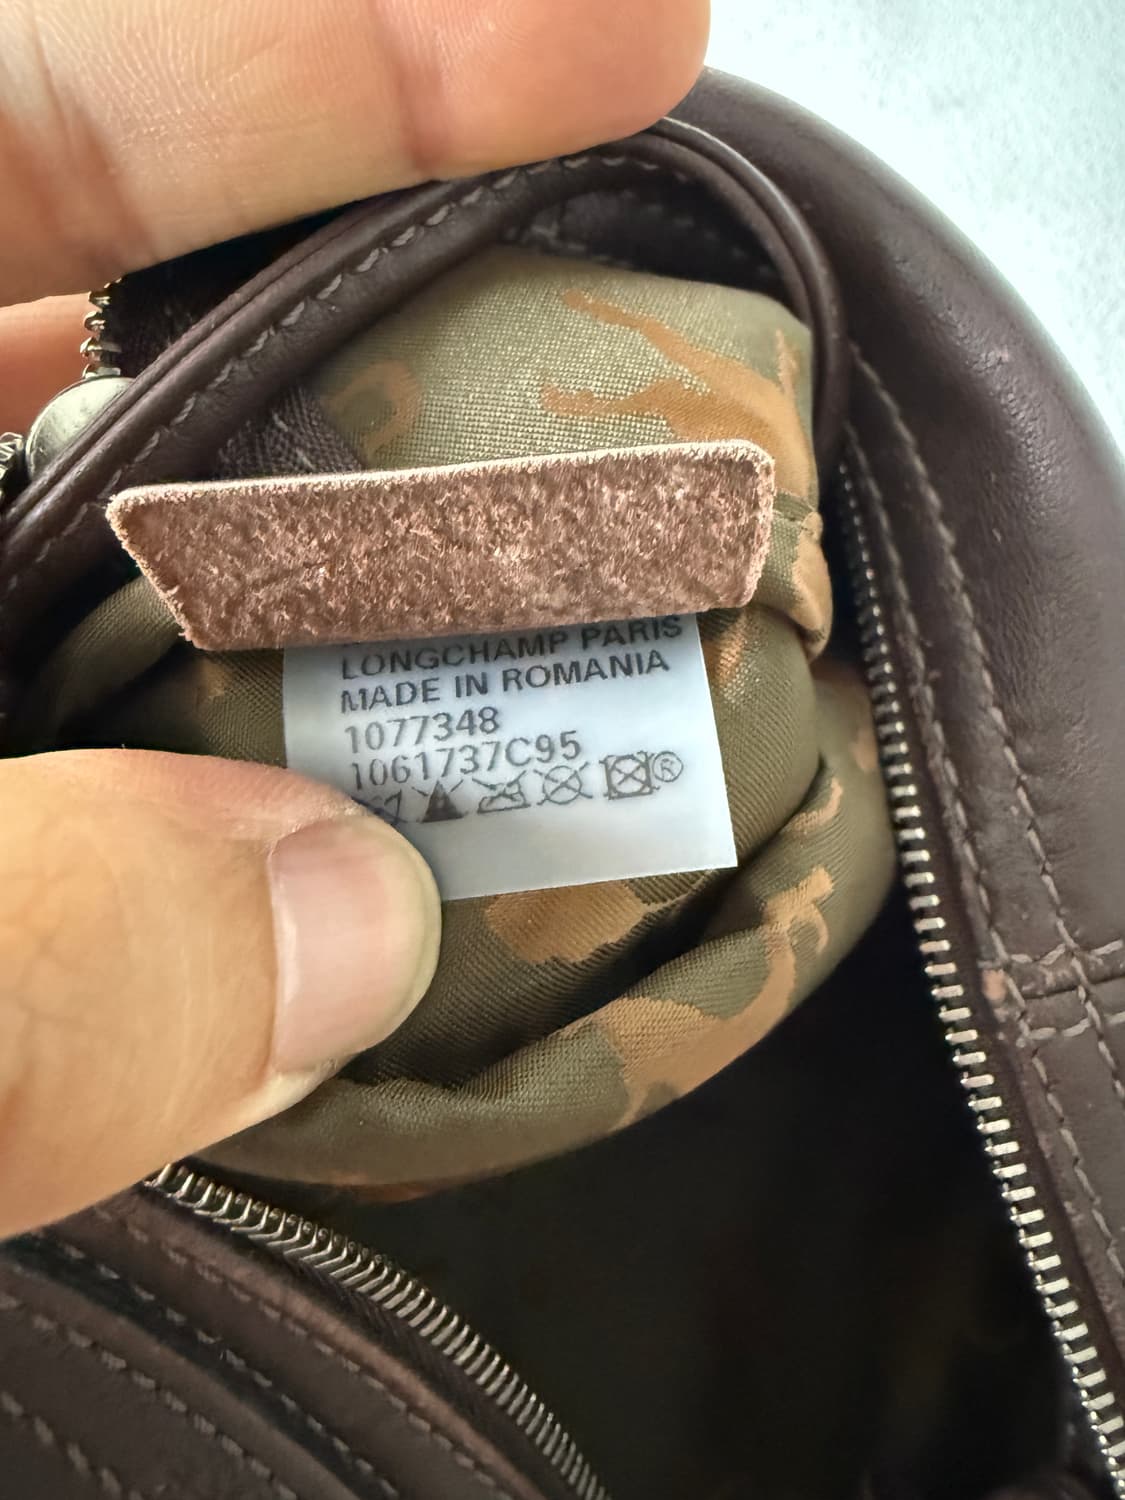 LONGCHAMP PARIS
MADE IN ROMANIA
1077348
1061737C95
®